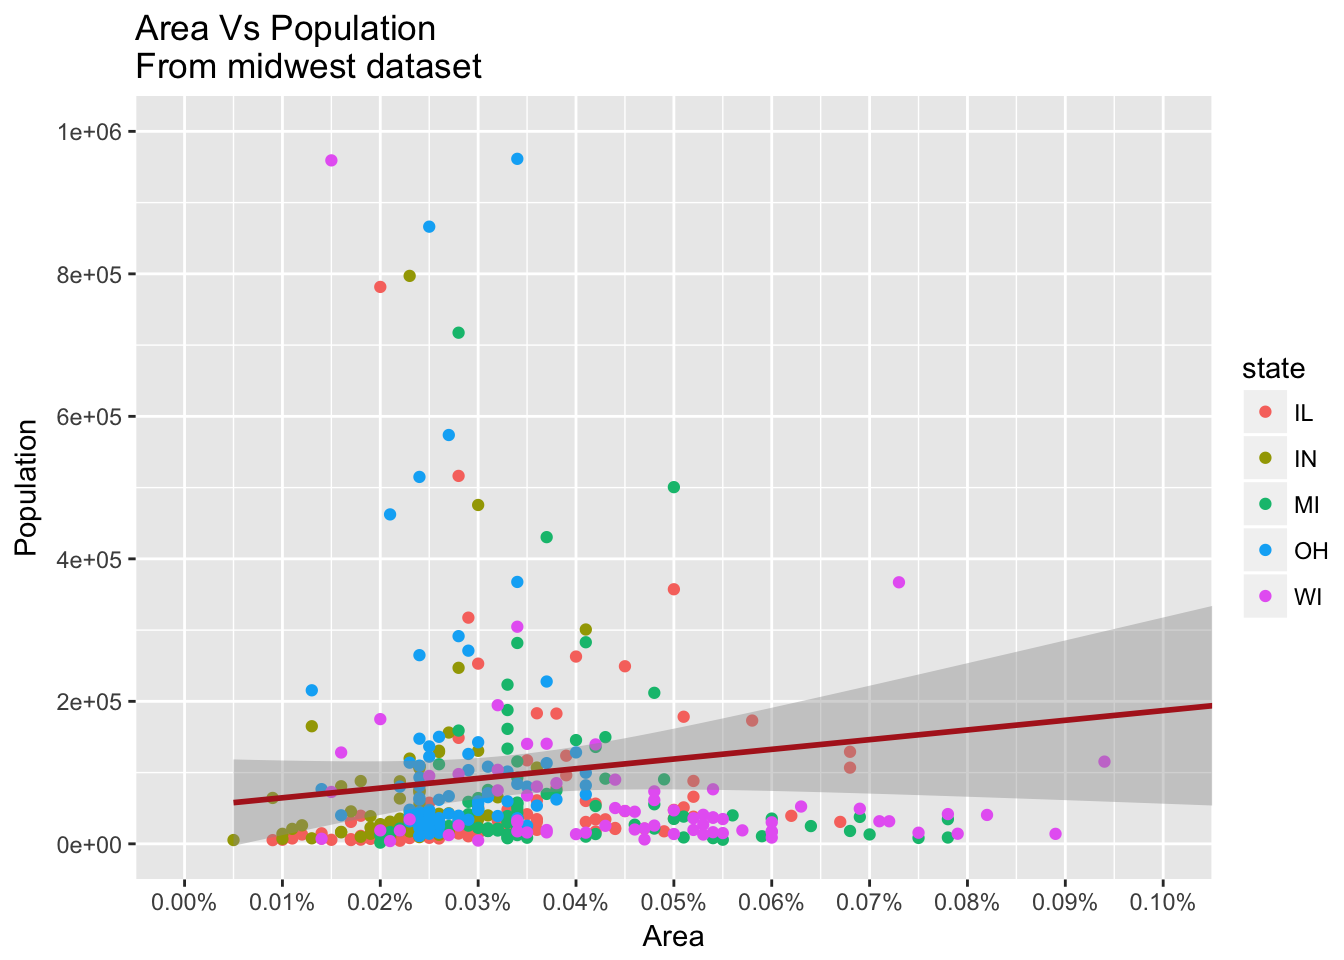 Area Vs Population
From midwest dataset
1e+06
8e+05
6e+05
4e+05
2e+05
0e+00
Population
0.00% 0.01% 0.02% 0.03% 0.04% 0.05% 0.06% 0.07% 0.08% 0.09% 0.10%
Area
state
IL
IN
MI
OH
WI